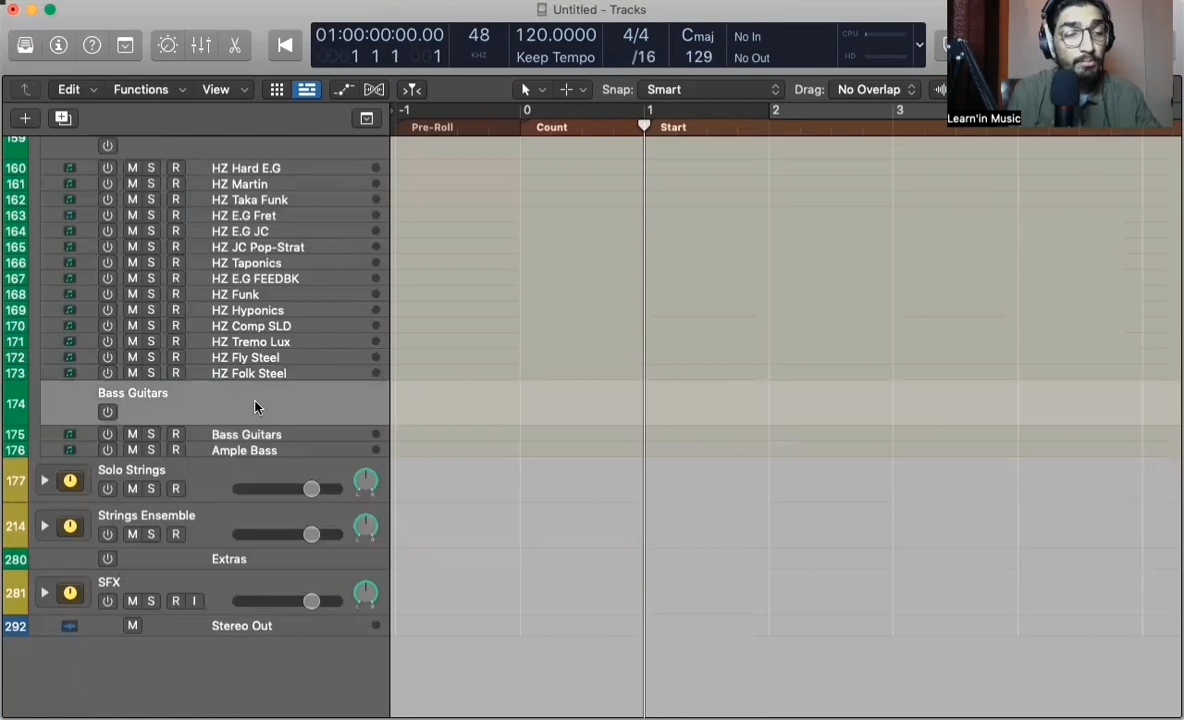 Untitled - Tracks
01:00:00:00.00
1 1 1 1
48
KHZ
120.0000
Keep Tempo
4/4
/16
Cmaj
129
No In
No Out
CPU
HD
Learn'in Music
Edit
Functions
View
Snap:
Smart
Drag:
No Overlap
-1
0
1
2
3
Pre-Roll
Count
Start
159
160 M S R HZ Hard E.G
161 M S R HZ Martin
162 M S R HZ Taka Funk
163 M S R HZ E.G Fret
164 M S R HZ E.G JC
165 M S R HZ JC Pop-Strat
166 M S R HZ Taponics
167 M S R HZ E.G FEEDBK
168 M S R HZ Funk
169 M S R HZ Hyponics
170 M S R HZ Comp SLD
171 M S R HZ Tremo Lux
172 M S R HZ Fly Steel
173 M S R HZ Folk Steel
174 Bass Guitars
175 M S R Bass Guitars
176 M S R Ample Bass
177 Solo Strings
M S R
214 Strings Ensemble
M S R
280 Extras
281 SFX
M S R I
292 M Stereo Out